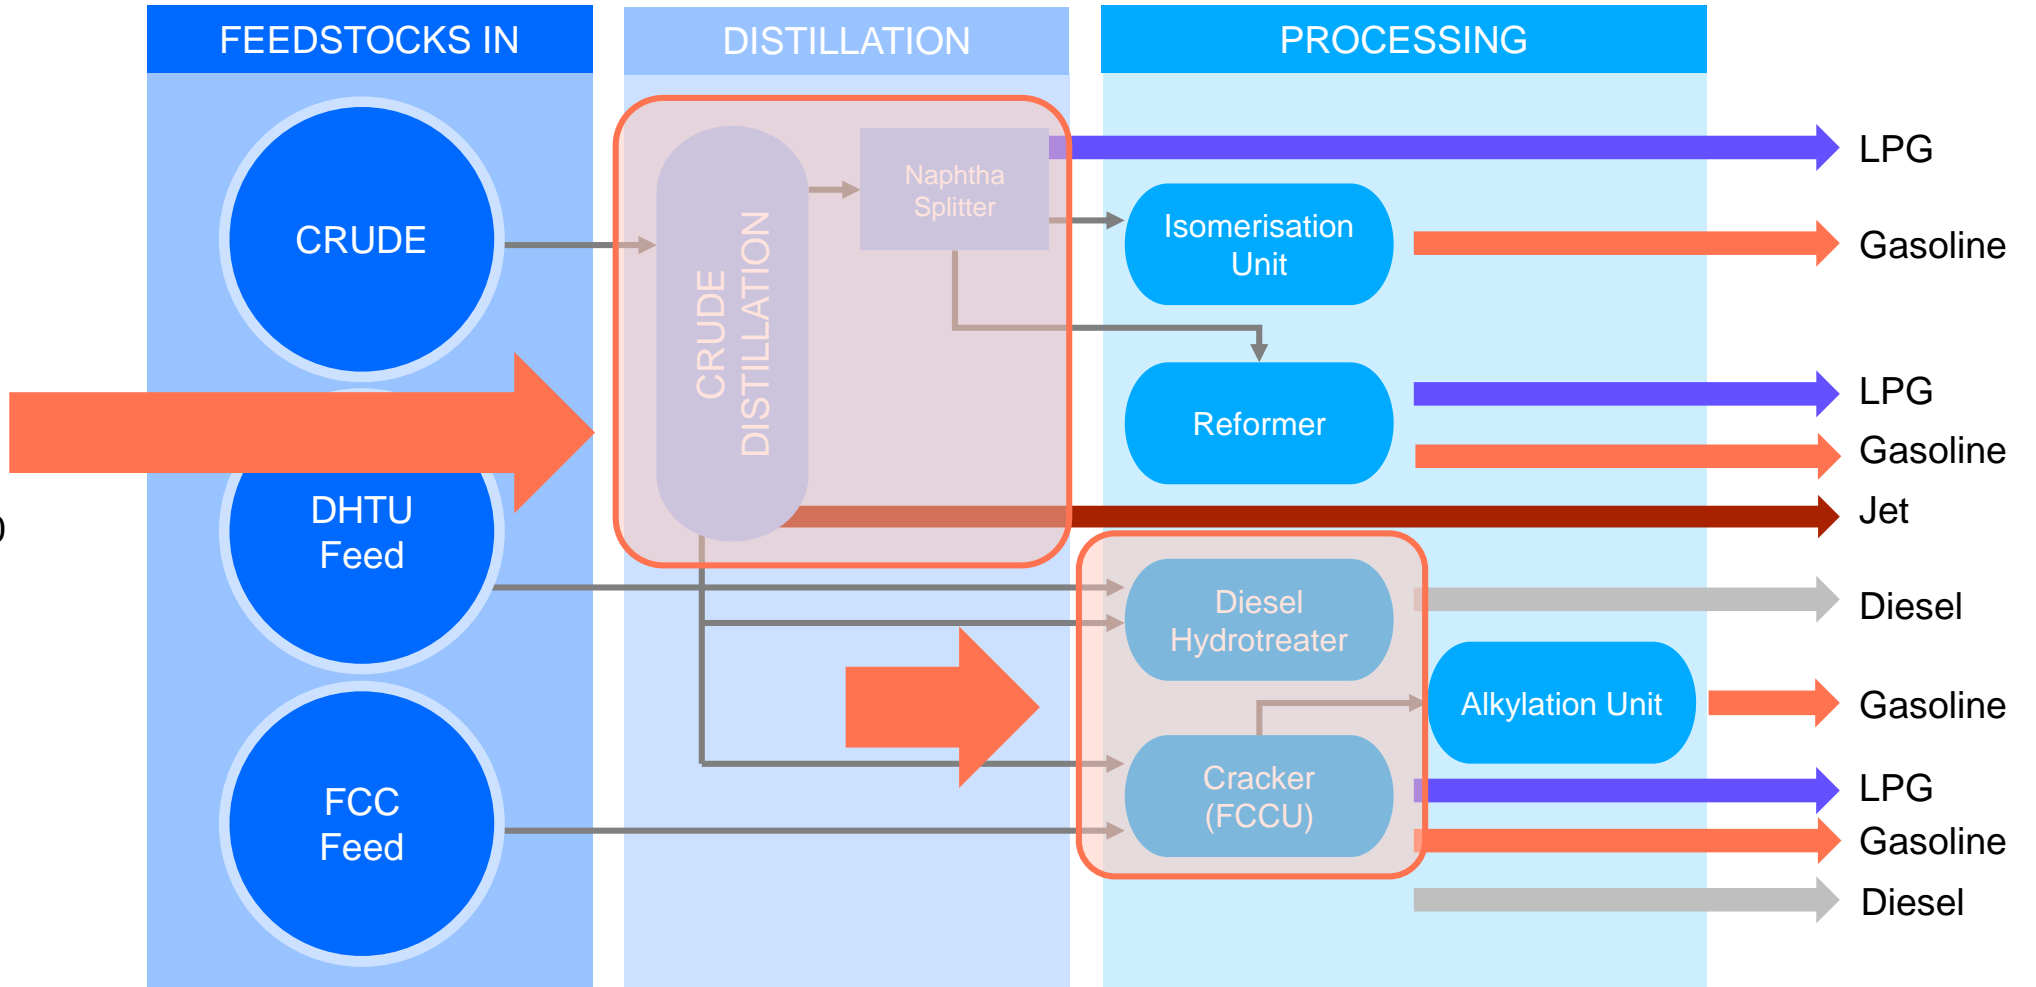 FEEDSTOCKS IN
DISTILLATION
PROCESSING
CRUDE
DHTU
Feed
FCC
Feed
CRUDE
DISTILLATION
Naphtha
Splitter
Isomerisation
Unit
Reformer
Diesel
Hydrotreater
Alkylation Unit
Cracker
(FCCU)
LPG
Gasoline
LPG
Gasoline
Jet
Diesel
Gasoline
LPG
Gasoline
Diesel